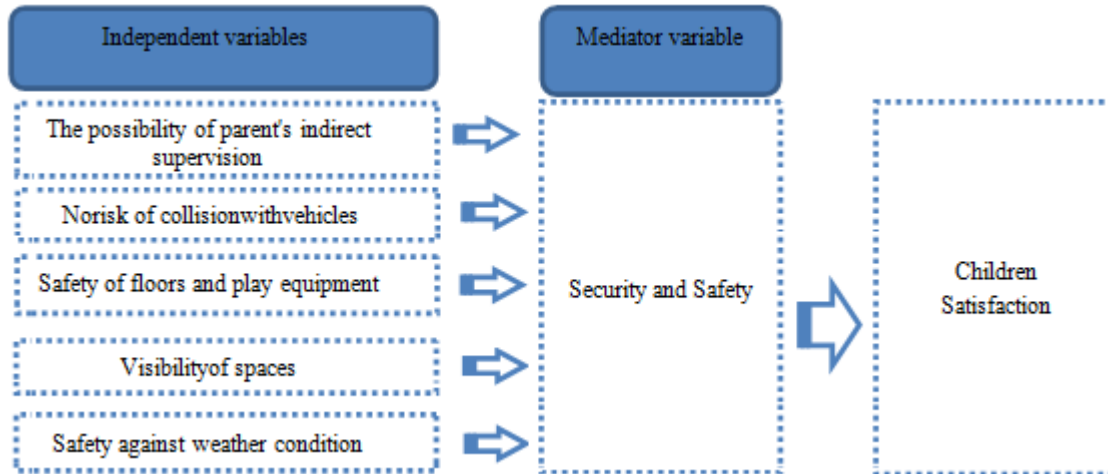 Independent variables
Mediator variable
The possibility of parent's indirect
supervision
Norisk of collisionwithvehicles
Safety of floors and play equipment
Visibilityof spaces
Safety against weather condition
Security and Safety
Children
Satisfaction